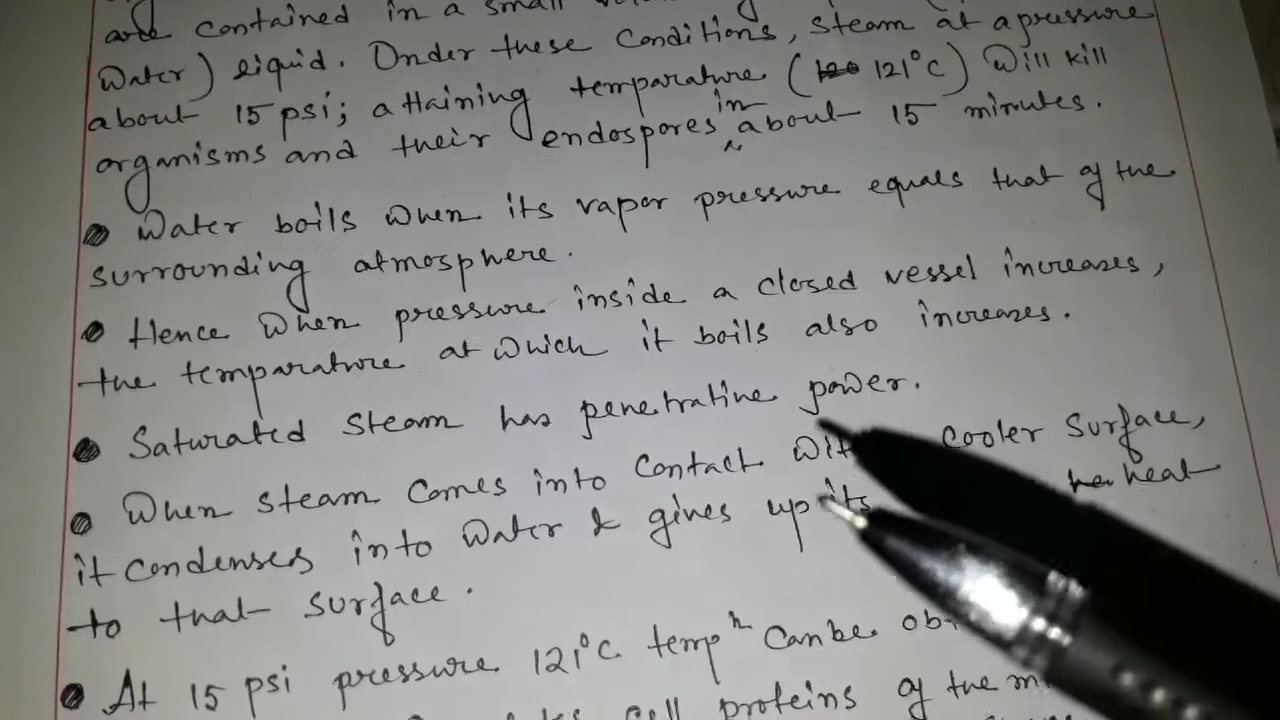 are contained in a small
Water) liquid. Under these conditions, steam at a pressure
about 15 psi; attaining temparature (120 121°C) will kill
organisms and their endospores in about 15 minutes.
Water boils when its vapor pressure equals that of the
surrounding atmosphere.
Hence when pressure inside a closed vessel increases,
the temparature at which it boils also increases.
Saturated steam has penetrative power.
When steam comes into contact with cooler surface,
it condenses into water & gives up its heat
to that surface.
At 15 psi pressure 121°C tempr can be
cell proteins of the